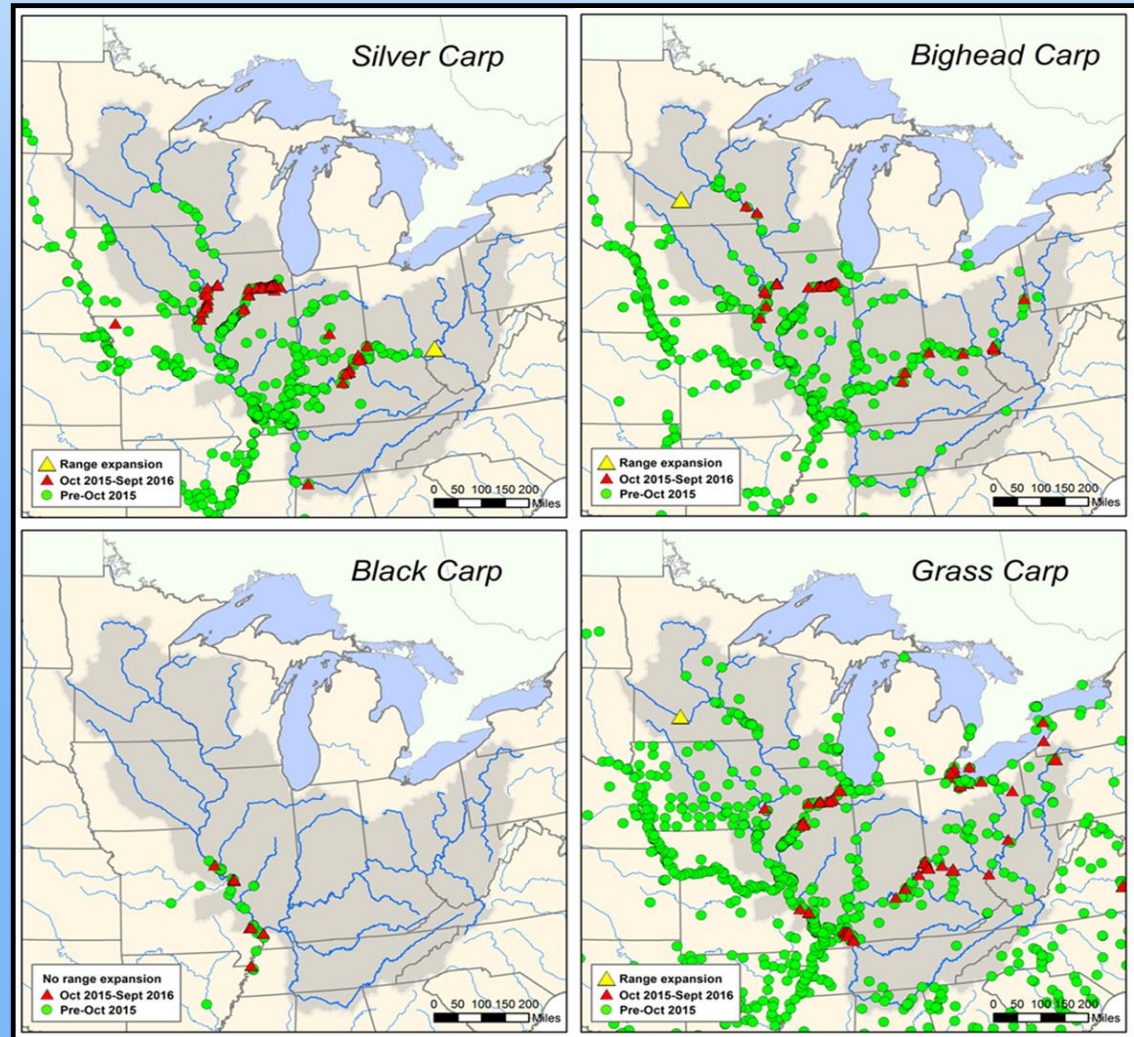 Silver Carp
Range expansion
Oct 2015-Sept 2016
Pre-Oct 2015
0 50 100 150 200
Miles
Bighead Carp
Range expansion
Oct 2015-Sept 2016
Pre-Oct 2015
0 50 100 150 200
Miles
Black Carp
No range expansion
Oct 2015-Sept 2016
Pre-Oct 2015
0 50 100 150 200
Miles
Grass Carp
Range expansion
Oct 2015-Sept 2016
Pre-Oct 2015
0 50 100 150 200
Miles